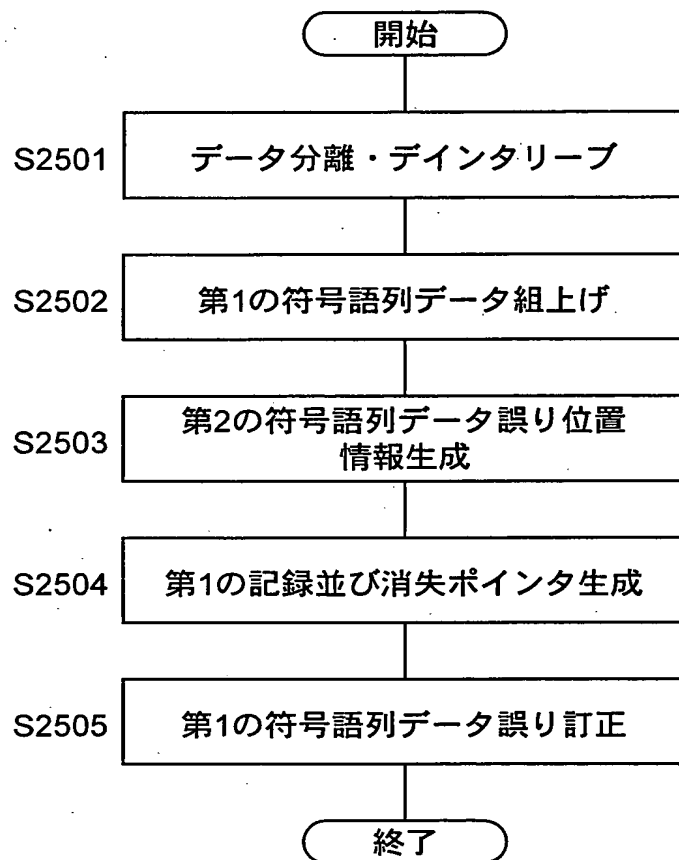 開始
S2501 データ分離・デインタリーブ
S2502 第1の符号語列データ組上げ
S2503 第2の符号語列データ誤り位置
情報生成
S2504 第1の記録並び消失ポインタ生成
S2505 第1の符号語列データ誤り訂正
終了